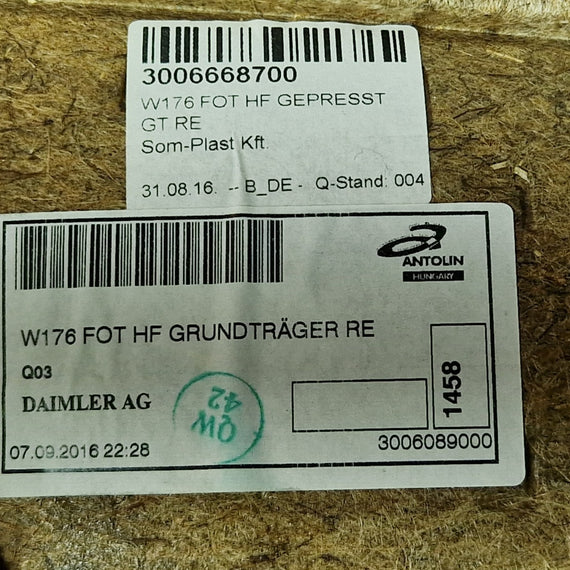 3006668700
W176 FOT HF GEPRESST
GT RE
Som-Plast Kft.
31.08.16. -- B_DE - Q-Stand: 004
ANTOLIN
HUNGARY
W176 FOT HF GRUNDTRÄGER RE
Q03
DAIMLER AG
QW
42
1458
07.09.2016 22:28
3006089000